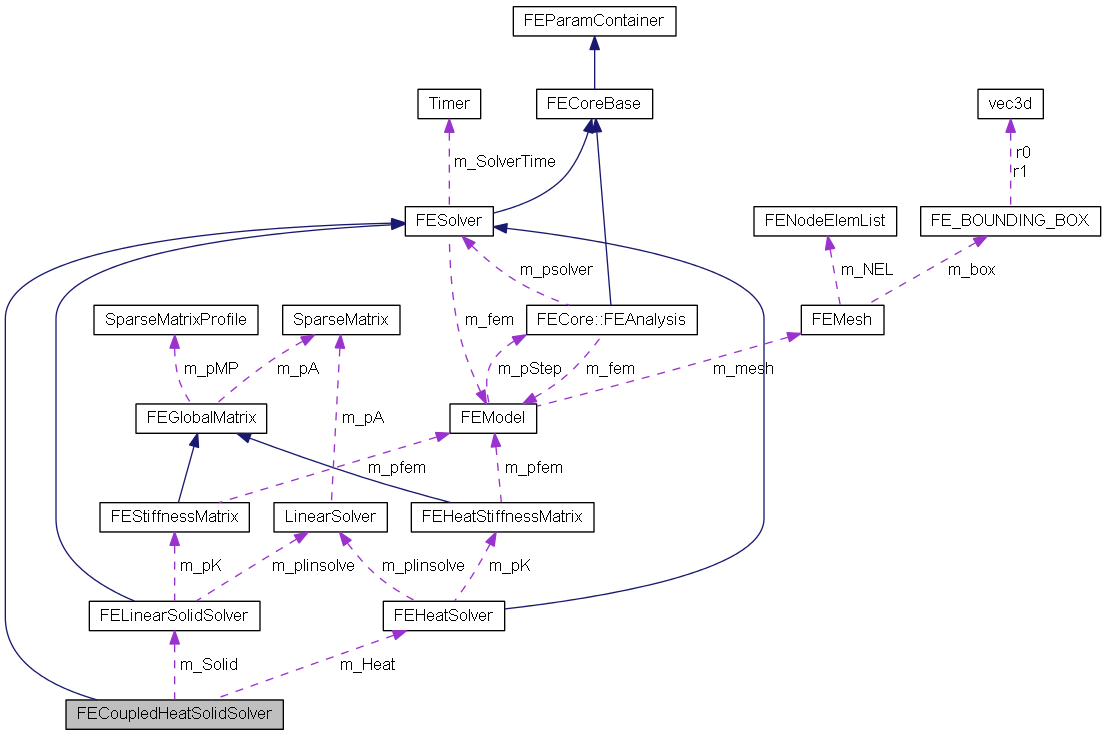 FEParamContainer
Timer
FECoreBase
vec3d
m_SolverTime
r0
r1
FESolver
FENodeElemList
FE_BOUNDING_BOX
m_psolver
m_NEL
m_box
SparseMatrixProfile
SparseMatrix
m_fem
FECore::FEAnalysis
FEMesh
m_pMP
m_pA
m_pStep
m_fem
m_mesh
FEGlobalMatrix
m_pA
FEModel
m_pfem
m_pfem
FEStiffnessMatrix
LinearSolver
FEHeatStiffnessMatrix
m_pK
m_plinsolve
m_plinsolve
m_pK
FELinearSolidSolver
FEHeatSolver
m_Solid
m_Heat
FECoupledHeatSolidSolver